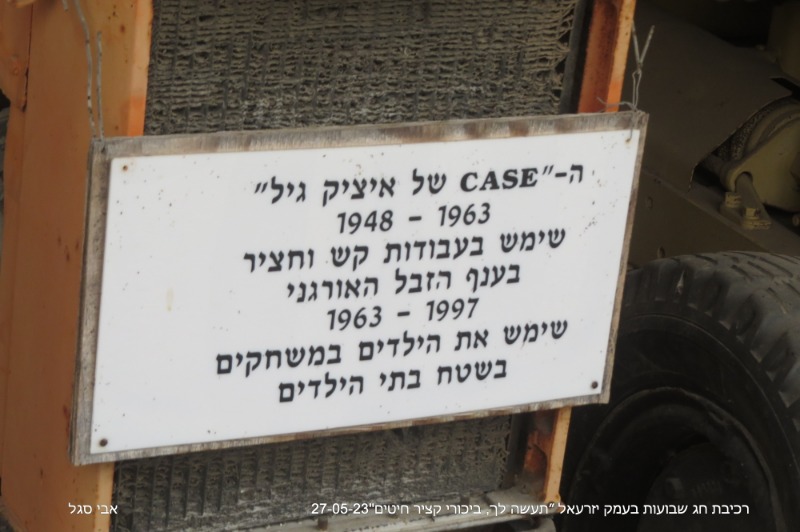 ה-"CASE של איציק גיל"
1948 - 1963
שימש בעבודות קש וחציר
בענף הזבל האורגני
1963 - 1997
שימש את הילדים במשחקים
בשטח בתי הילדים
רכיבת חג שבועות בעמק יזרעאל "תעשה לך, ביכורי קציר חיטים"27-05-23
אבי סגל